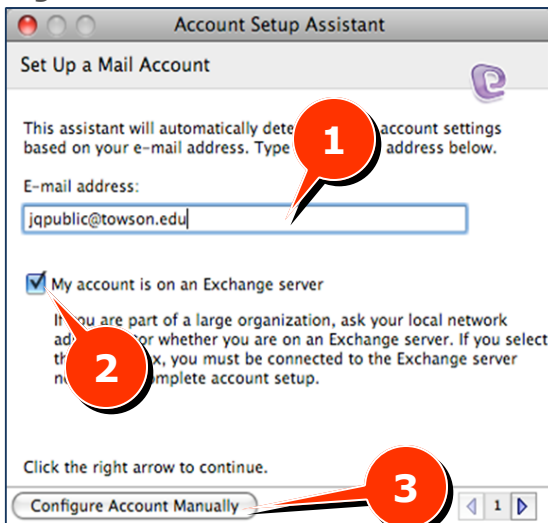 Account Setup Assistant
Set Up a Mail Account
This assistant will automatically account settings
based on your e-mail address. Type address below.
1
E-mail address:
jqpublic@towson.edu
My account is on an Exchange server
If you are part of a large organization, ask your local network
or whether you are on an Exchange server. If you select
you must be connected to the Exchange server
complete account setup.
2
Click the right arrow to continue.
Configure Account Manually
3
1